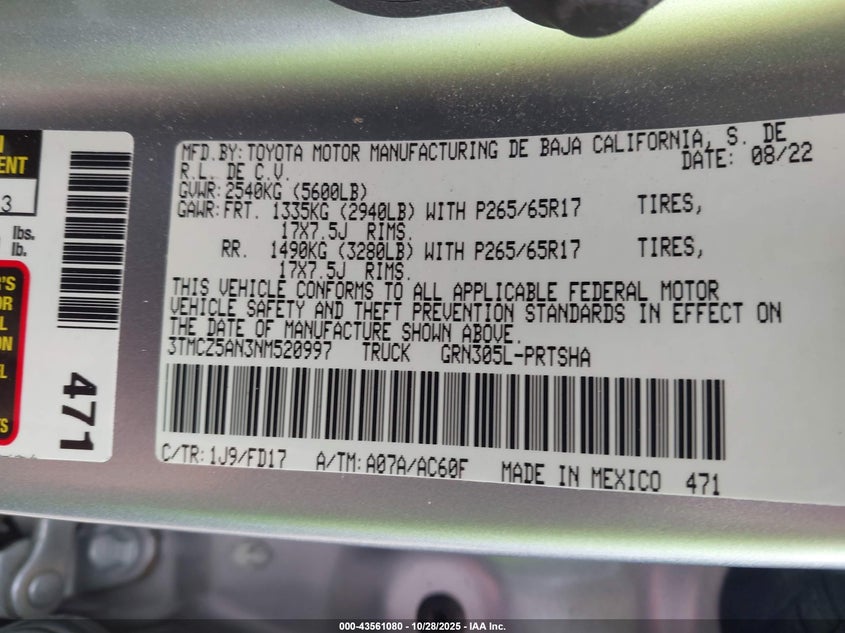 MFD.BY:TOYOTA MOTOR MANUFACTURING DE BAJA CALIFORNIA, S. DE
R.L. DE C.V. DATE: 08/22
GVWR:2540KG (5600LB)
GAWR:FRT. 1335KG (2940LB) WITH P265/65R17 TIRES,
17X7.5J RIMS.
RR. 1490KG (3280LB) WITH P265/65R17 TIRES,
17X7.5J RIMS.
THIS VEHICLE CONFORMS TO ALL APPLICABLE FEDERAL MOTOR
VEHICLE SAFETY AND THEFT PREVENTION STANDARDS IN EFFECT ON
THE DATE OF MANUFACTURE SHOWN ABOVE.
3TMCZ5AN3NM520997 TRUCK GRN305L-PRTSHA
C/TR:1J9/FD17 A/TM:A07A/AC60F MADE IN MEXICO 471
3
lbs.
lb.
471
000-43561080 | 10/28/2025 | IAA Inc.